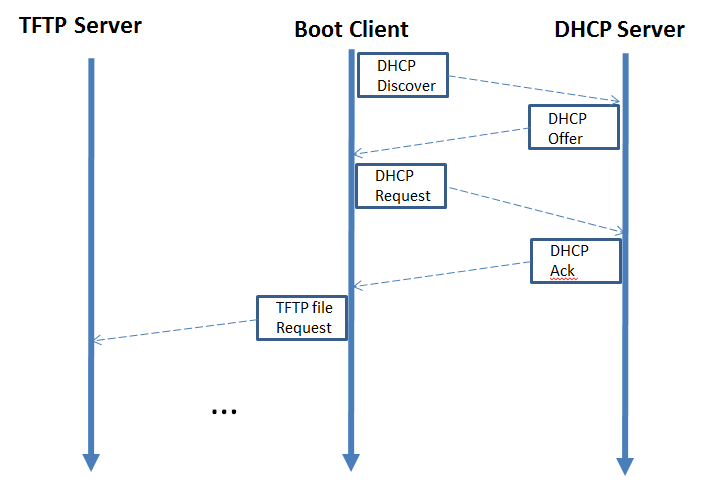 TFTP Server
Boot Client
DHCP Server
DHCP
Discover
DHCP
Offer
DHCP
Request
DHCP
Ack
TFTP file
Request
...